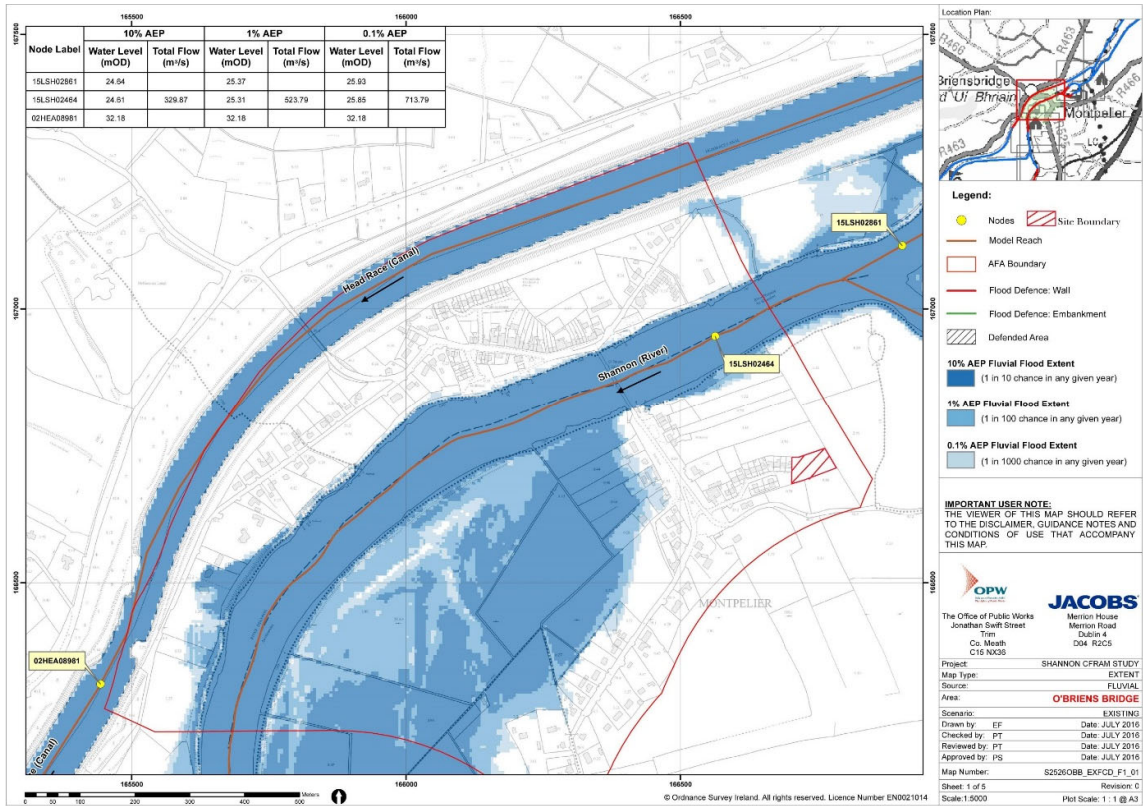 10% AEP 1% AEP 0.1% AEP
Node Label Water Level (mOD) Total Flow (m³/s) Water Level (mOD) Total Flow (m³/s) Water Level (mOD) Total Flow (m³/s)
15LSH02861 24.64 25.37 25.93
15LSH02464 24.61 329.87 25.31 523.79 25.85 713.79
02HEA08981 32.18 32.18 32.18
165500 166000 166500
167500 167500
167000 167000
166500 166500
165500 166000 166500
Head Race (Canal)
Shannon (River)
15LSH02861
15LSH02464
02HEA08981
MONTPELIER
e (Canal)
Meters
0 50 100 200 300 400 500 600
© Ordnance Survey Ireland. All rights reserved. Licence Number EN0021014
Location Plan:
R463
R466
R466
Briensbridge
d Uí Bhriain
Montpelier
R463
R463
LC
Legend:
Nodes
Site Boundary
Model Reach
AFA Boundary
Flood Defence: Wall
Flood Defence: Embankment
Defended Area
10% AEP Fluvial Flood Extent
(1 in 10 chance in any given year)
1% AEP Fluvial Flood Extent
(1 in 100 chance in any given year)
0.1% AEP Fluvial Flood Extent
(1 in 1000 chance in any given year)
IMPORTANT USER NOTE:
THE VIEWER OF THIS MAP SHOULD REFER
TO THE DISCLAIMER, GUIDANCE NOTES AND
CONDITIONS OF USE THAT ACCOMPANY
THIS MAP.
OPW
The Office of Public Works
Jonathan Swift Street
Trim
Co. Meath
C15 NX36
JACOBS
Merrion House
Merrion Road
Dublin 4
D04 R2C5
Project: SHANNON CFRAM STUDY
Map Type: EXTENT
Source: FLUVIAL
Area: O'BRIENS BRIDGE
Scenario: EXISTING
Drawn by: EF Date: JULY 2016
Checked by: PT Date: JULY 2016
Reviewed by: PT Date: JULY 2016
Approved by: PS Date: JULY 2016
Map Number: S2526OBB_EXFCD_F1_01
Sheet: 1 of 5 Revision: 0
Scale:1:5000 Plot Scale: 1 : 1 @ A3